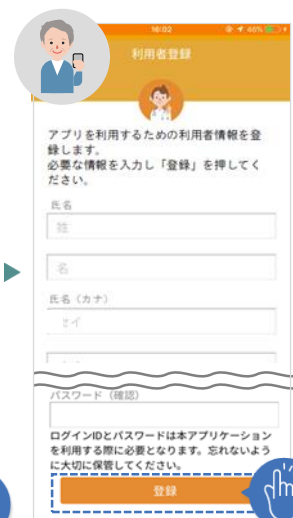 16:02
46%
利用者登録
アプリを利用するための利用者情報を登
録します。
必要な情報を入力し「登録」を押してく
ださい。
氏名
姓
名
氏名（カナ）
セイ
パスワード（確認）
ログインIDとパスワードは本アプリケーション
を利用する際に必要となります。忘れないよう
に大切に保管してください。
登録